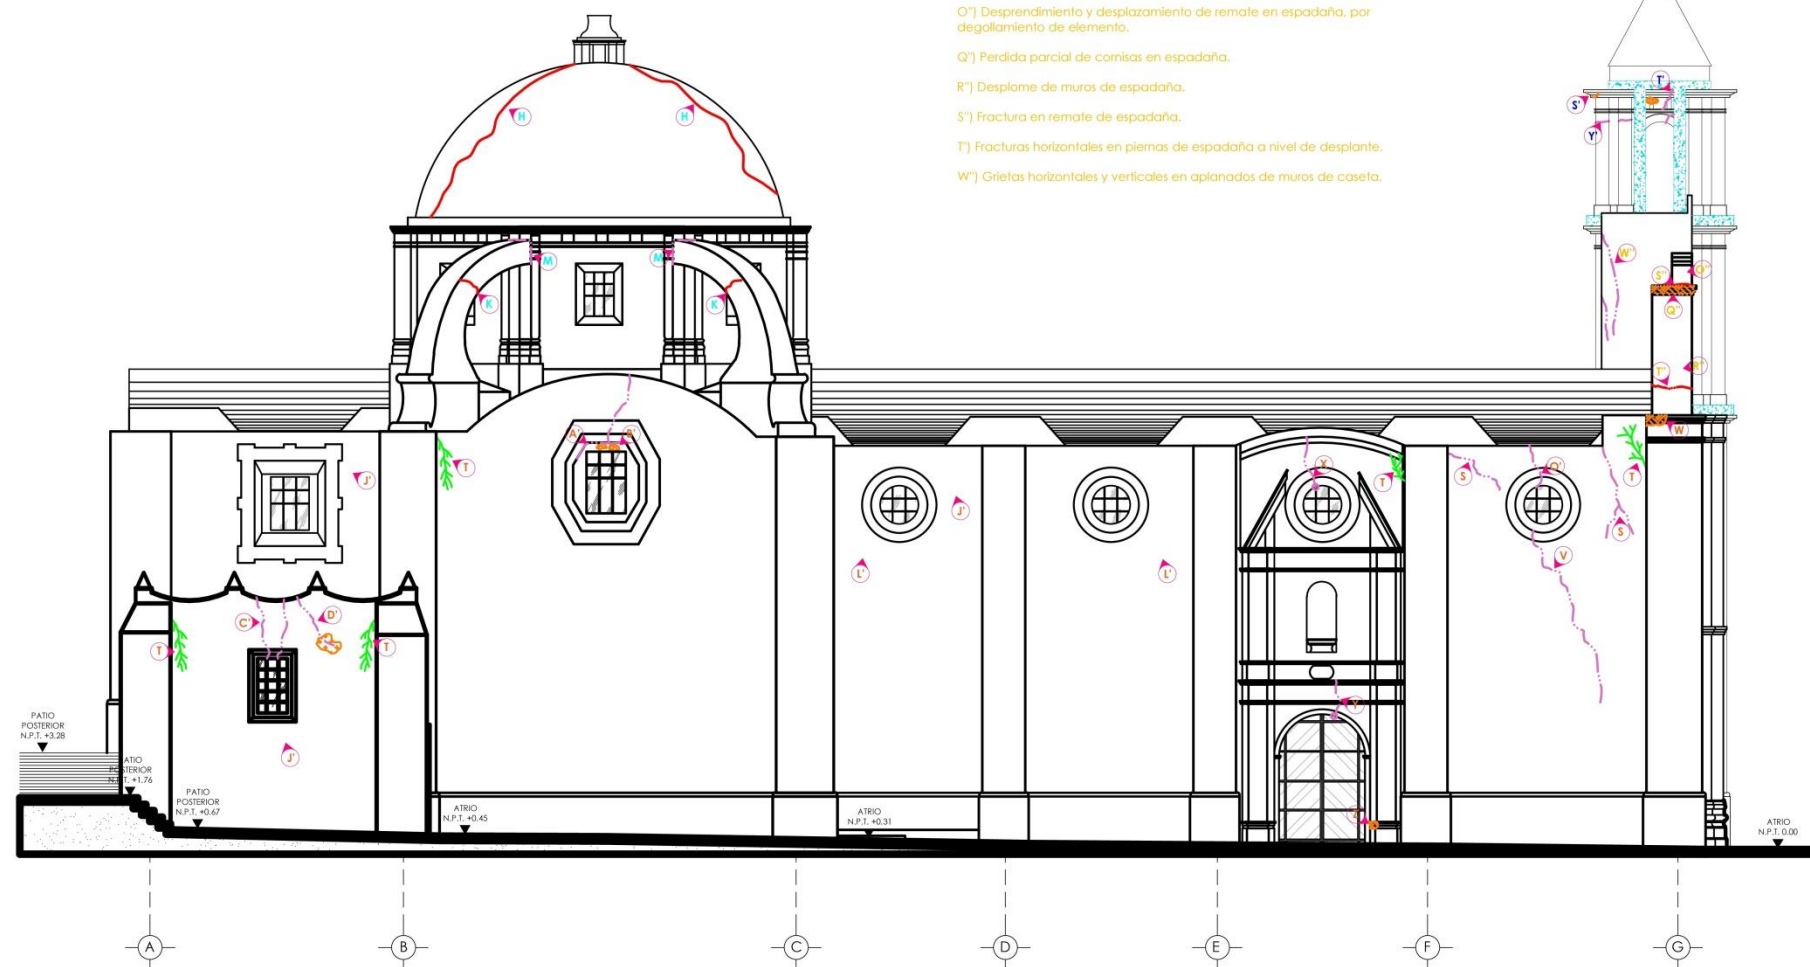 O") Desprendimiento y desplazamiento de remate en espadaña, por
degollamiento de elemento.
Q") Perdida parcial de cornisas en espadaña.
R") Desplome de muros de espadaña.
S") Fractura en remate de espadaña.
T") Fracturas horizontales en piernas de espadaña a nivel de desplante.
W") Grietas horizontales y verticales en aplanados de muros de caseta.
T'
S'
Y'
H
H
M
M
K
K
W"
S"
O"
Q"
T"
R"
W
A'
B'
T
J'
J'
X
T
S
O'
T
S
V
L'
L'
C'
D'
T
T
J'
Y
Z
PATIO
POSTERIOR
N.P.T. +3.28
PATIO
POSTERIOR
N.P.T. +1.76
PATIO
POSTERIOR
N.P.T. +0.67
ATRIO
N.P.T. +0.45
ATRIO
N.P.T. +0.31
ATRIO
N.P.T. 0.00
A
B
C
D
E
F
G